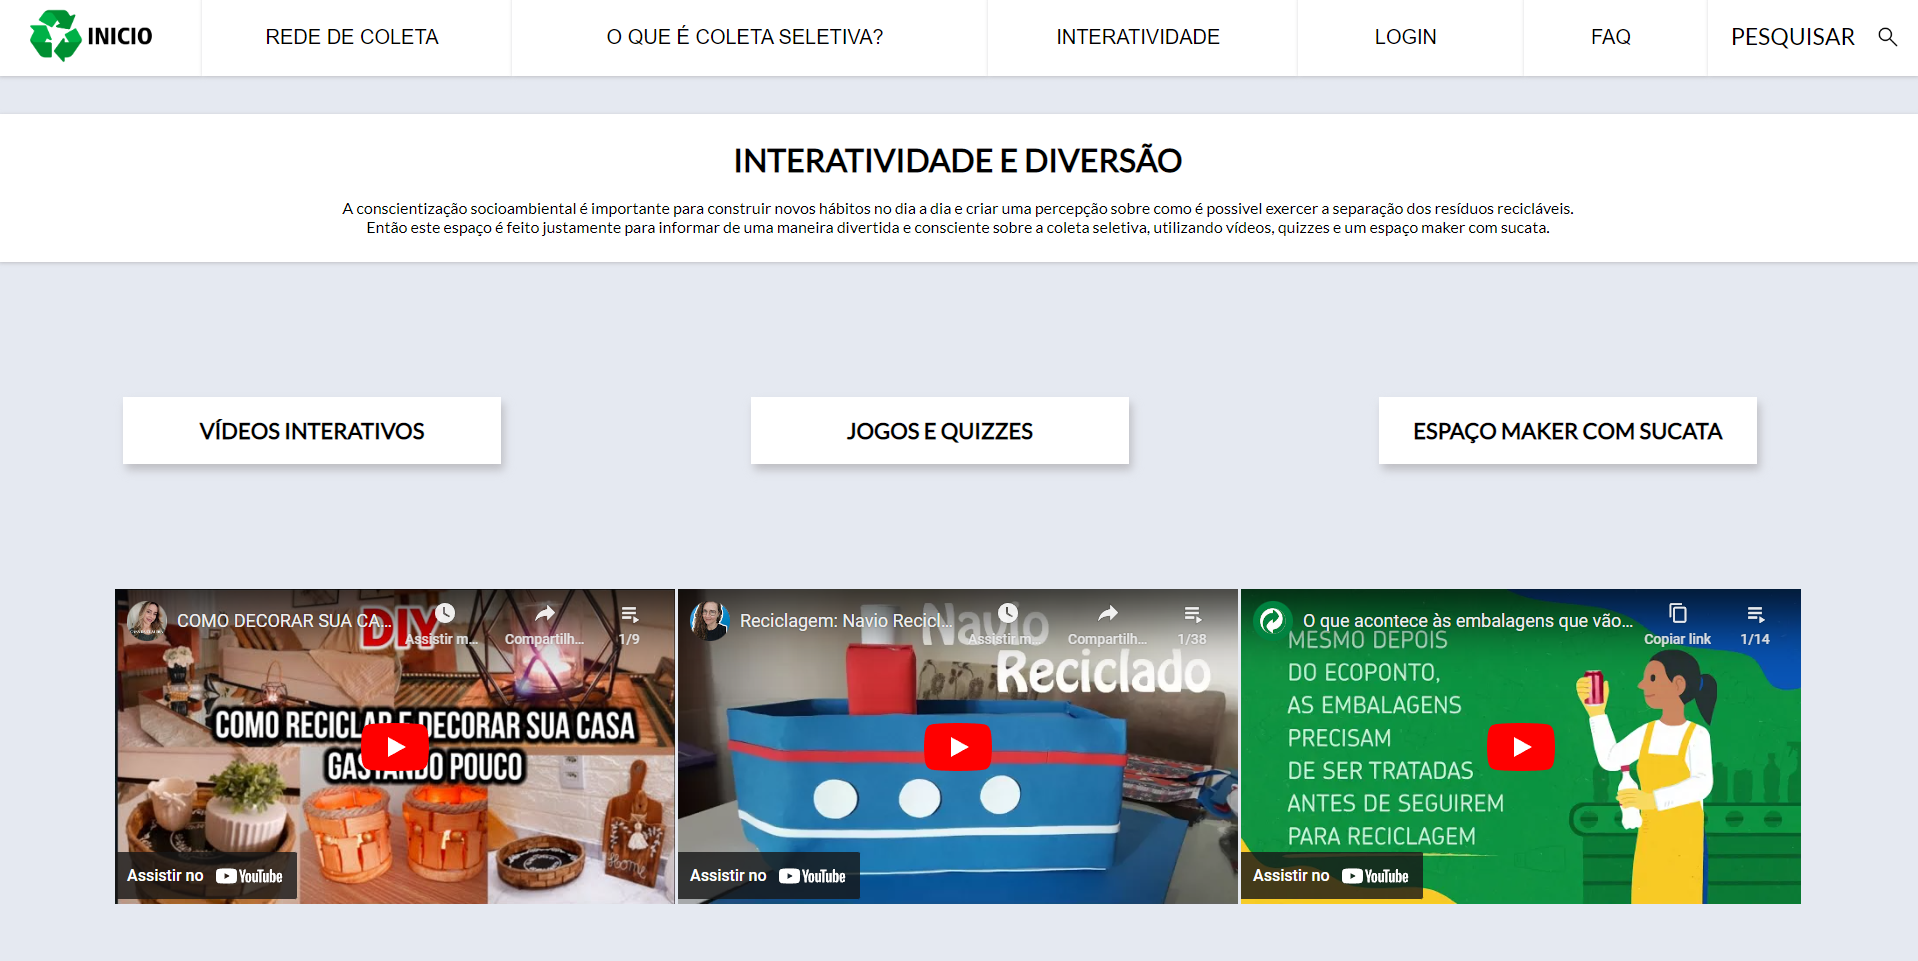 INICIO
REDE DE COLETA
O QUE É COLETA SELETIVA?
INTERATIVIDADE
LOGIN
FAQ
PESQUISAR
INTERATIVIDADE E DIVERSÃO
A conscientização socioambiental é importante para construir novos hábitos no dia a dia e criar uma percepção sobre como é possivel exercer a separação dos resíduos recicláveis.
Então este espaço é feito justamente para informar de uma maneira divertida e consciente sobre a coleta seletiva, utilizando vídeos, quizzes e um espaço maker com sucata.
VÍDEOS INTERATIVOS
JOGOS E QUIZZES
ESPAÇO MAKER COM SUCATA
COMO DECORAR SUA CA...
DIY
Assistir m...
Compartilh...
1/9
COMO RECICLAR E DECORAR SUA CASA
GASTANDO POUCO
Home
Assistir no YouTube
Reciclagem: Navio Recicl...
Assistir m...
Compartilh...
1/38
Navio
Reciclado
Assistir no YouTube
O que acontece às embalagens que vão...
Copiar link
1/14
MESMO DEPOIS
DO ECOPONTO,
AS EMBALAGENS
PRECISAM
DE SER TRATADAS
ANTES DE SEGUIREM
PARA RECICLAGEM
Assistir no YouTube